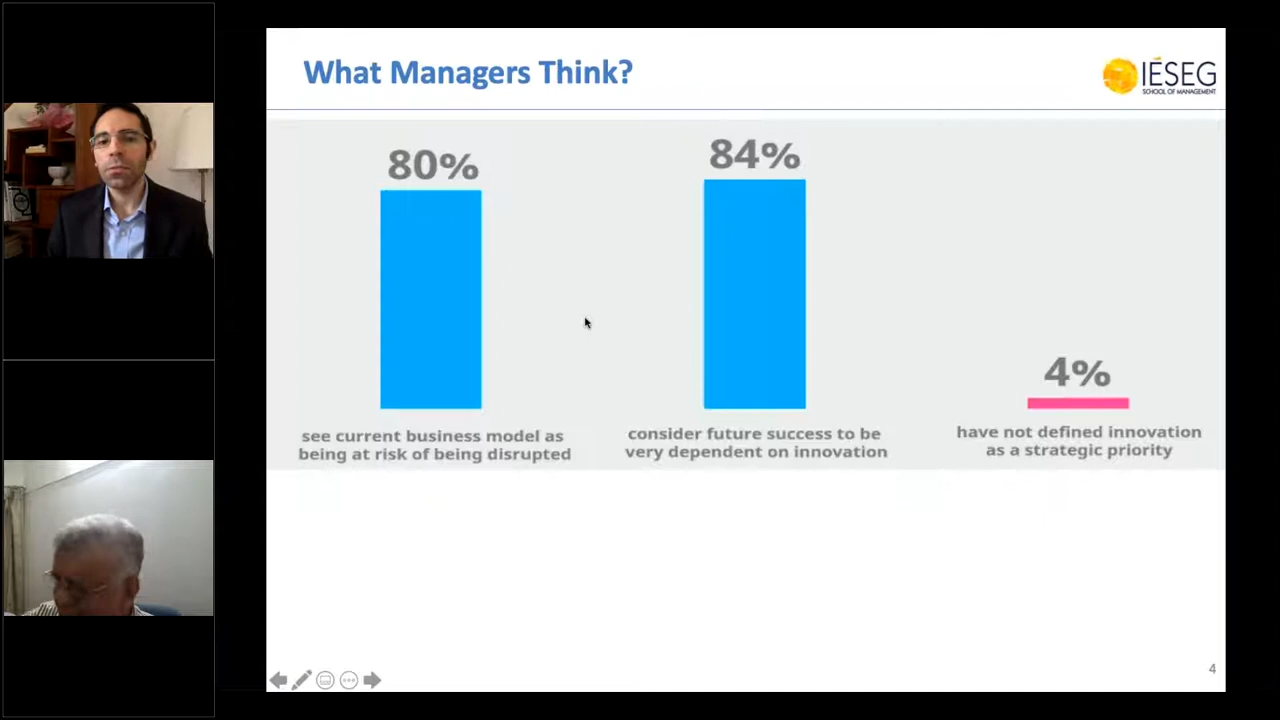 What Managers Think?
IÉSEG
SCHOOL OF MANAGEMENT
80%
84%
4%
see current business model as
being at risk of being disrupted
consider future success to be
very dependent on innovation
have not defined innovation
as a strategic priority
4